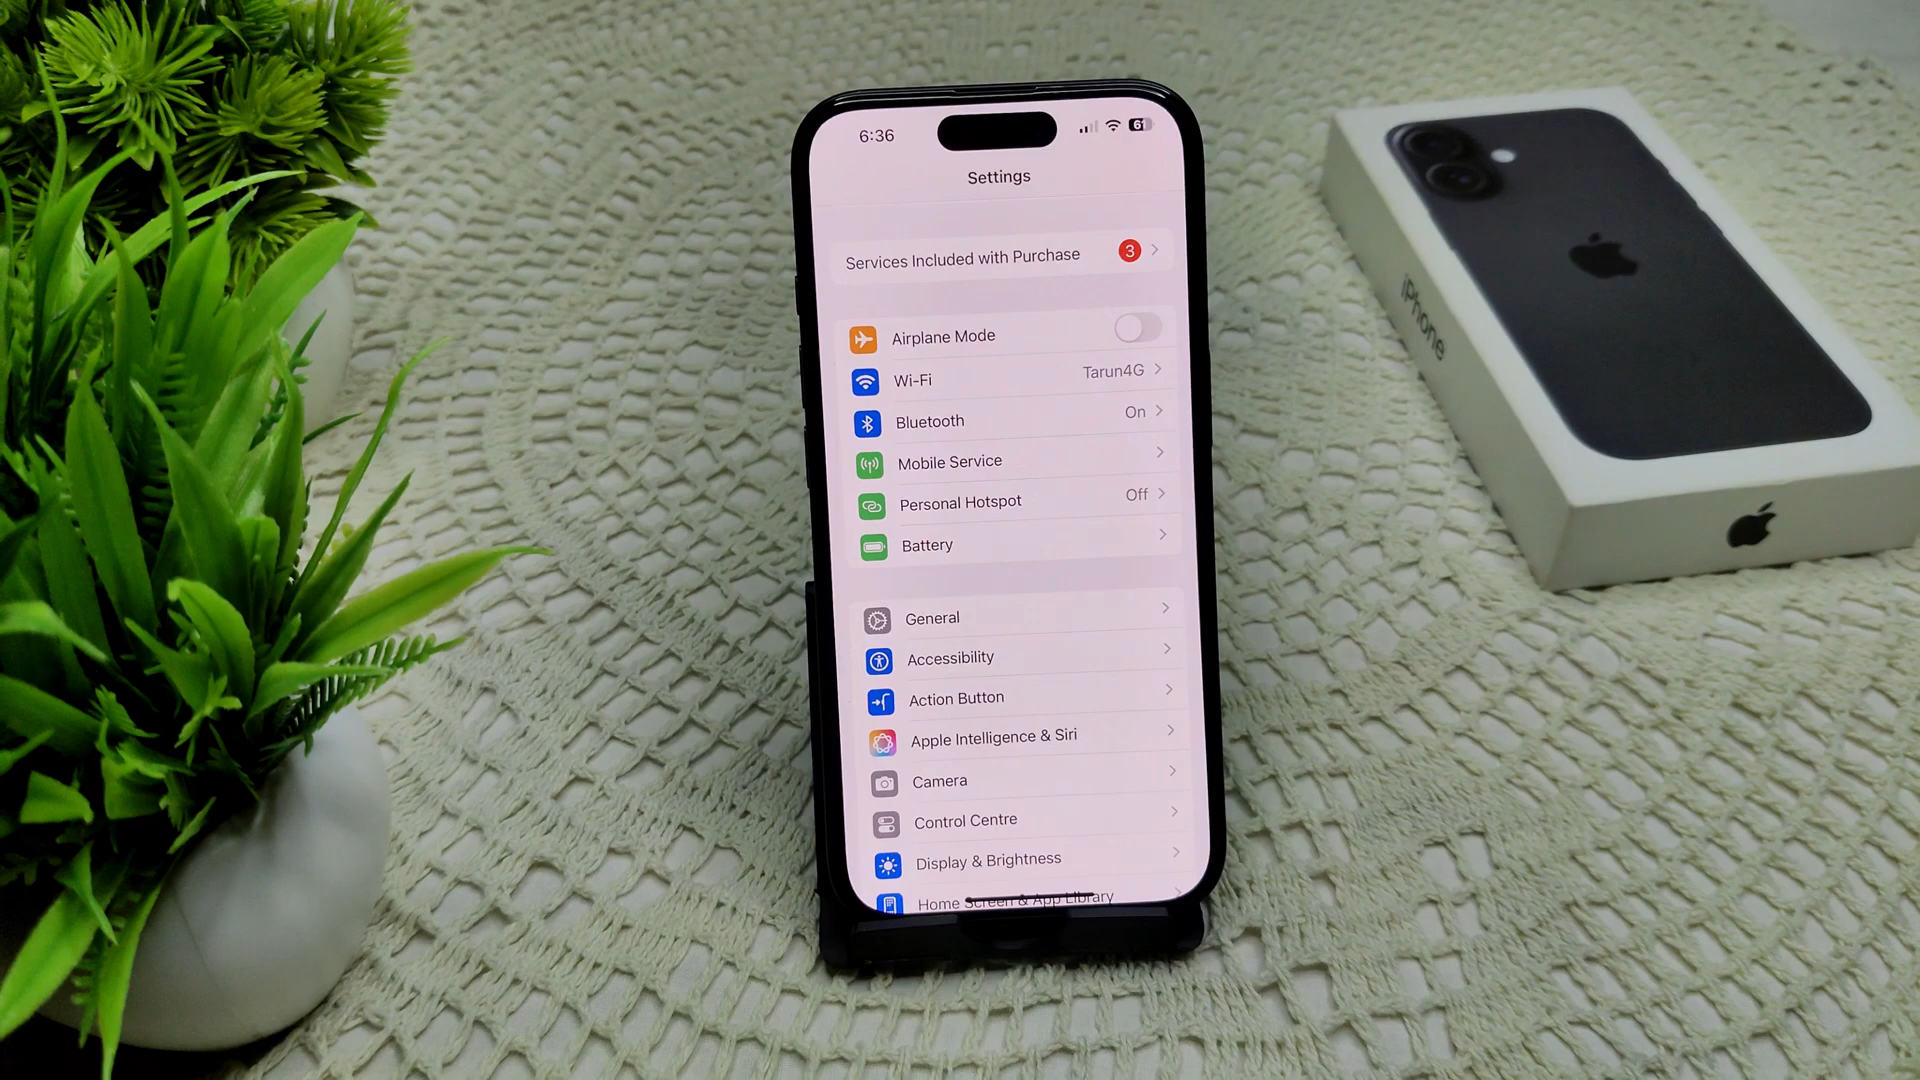 6:36
61
Settings
Services Included with Purchase 3
Airplane Mode
Wi-Fi Tarun4G
Bluetooth On
Mobile Service
Personal Hotspot Off
Battery
General
Accessibility
Action Button
Apple Intelligence & Siri
Camera
Control Centre
Display & Brightness
Home Screen & App Library
iPhone